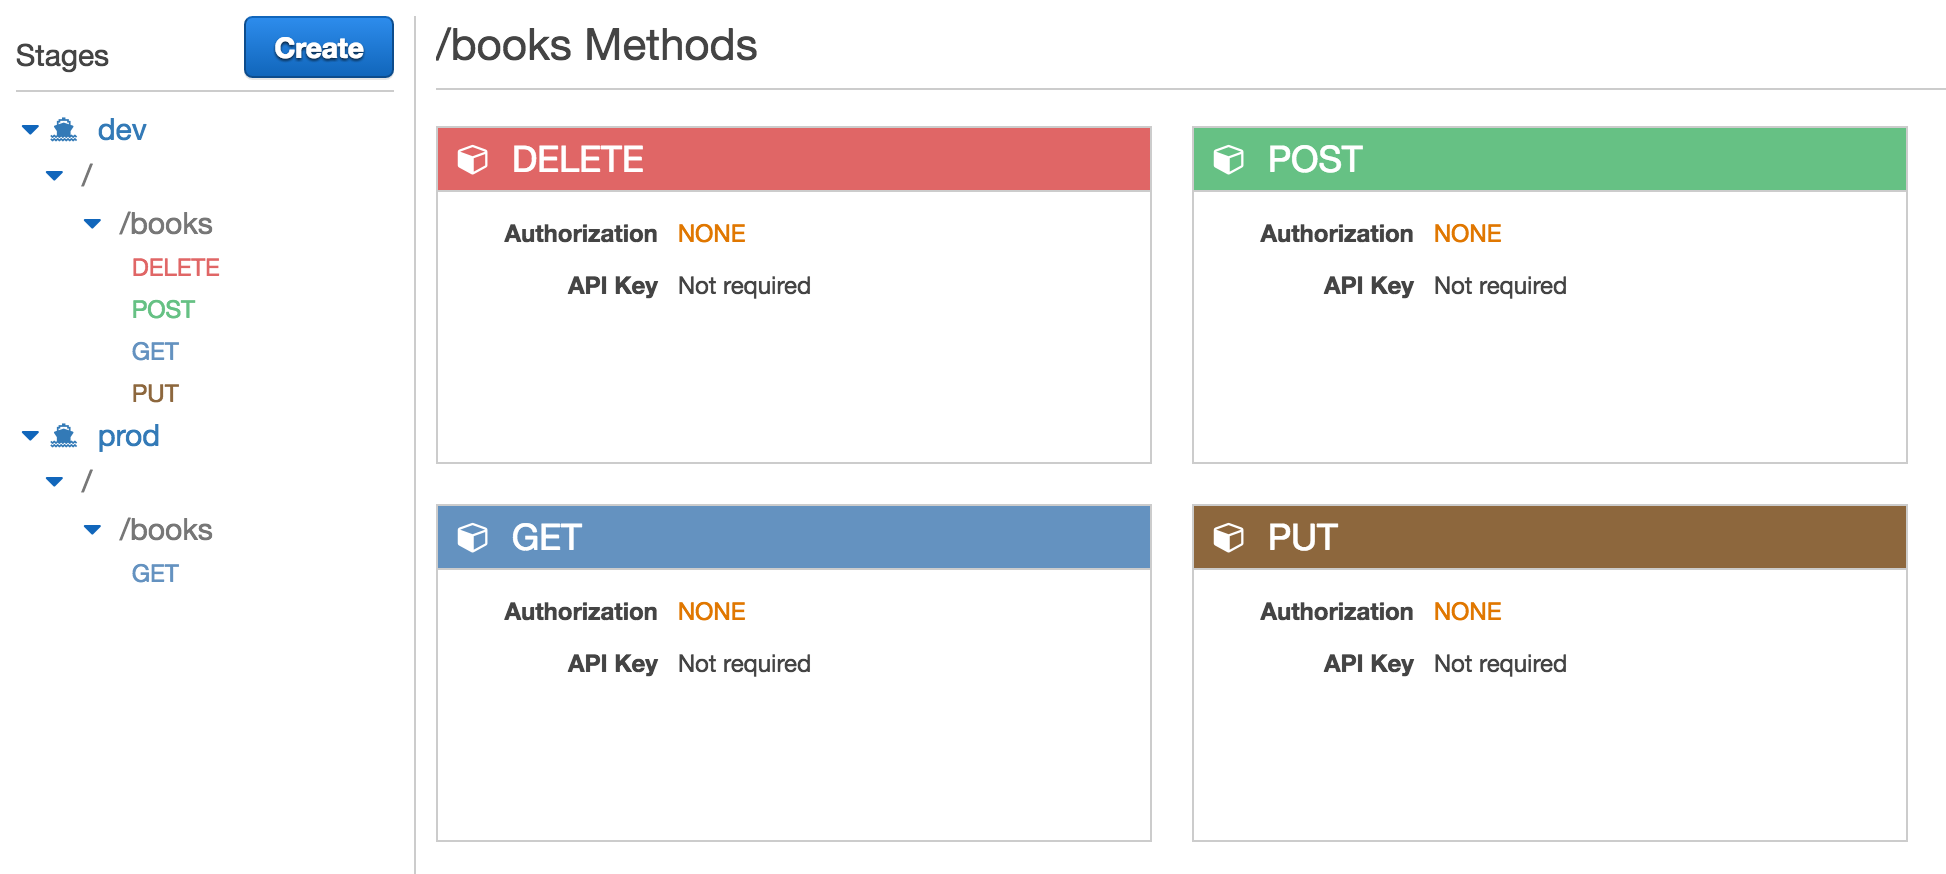 Stages
Create
dev
/
/books
DELETE
POST
GET
PUT
prod
/
/books
GET
/books Methods
DELETE
Authorization NONE
API Key Not required
POST
Authorization NONE
API Key Not required
GET
Authorization NONE
API Key Not required
PUT
Authorization NONE
API Key Not required